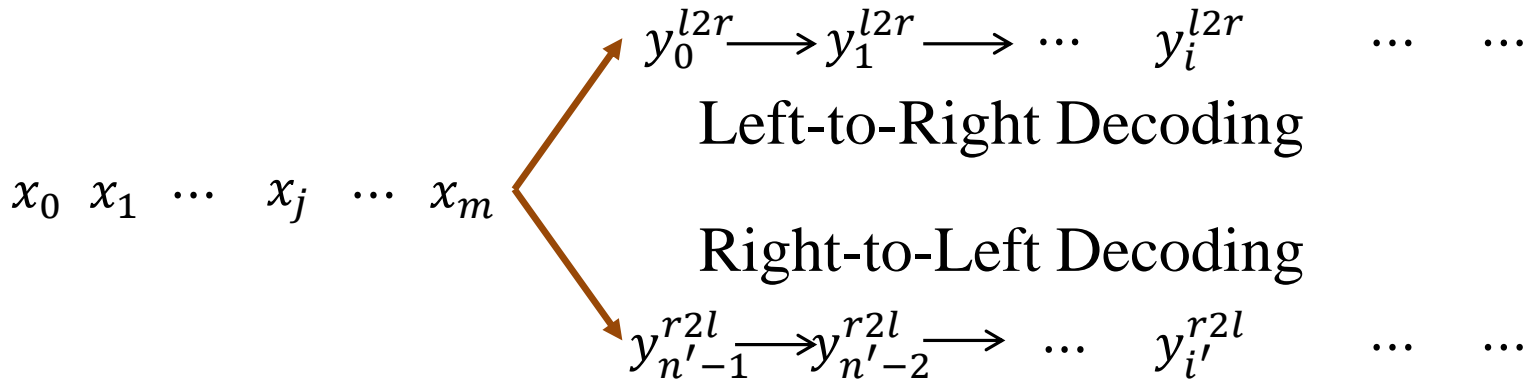 y_0^{l2r} → y_1^{l2r} → ⋯ y_i^{l2r} ⋯ ⋯
Left-to-Right Decoding
x_0 x_1 ⋯ x_j ⋯ x_m
Right-to-Left Decoding
y_{n′−1}^{r2l} → y_{n′−2}^{r2l} → ⋯ y_{i′}^{r2l} ⋯ ⋯